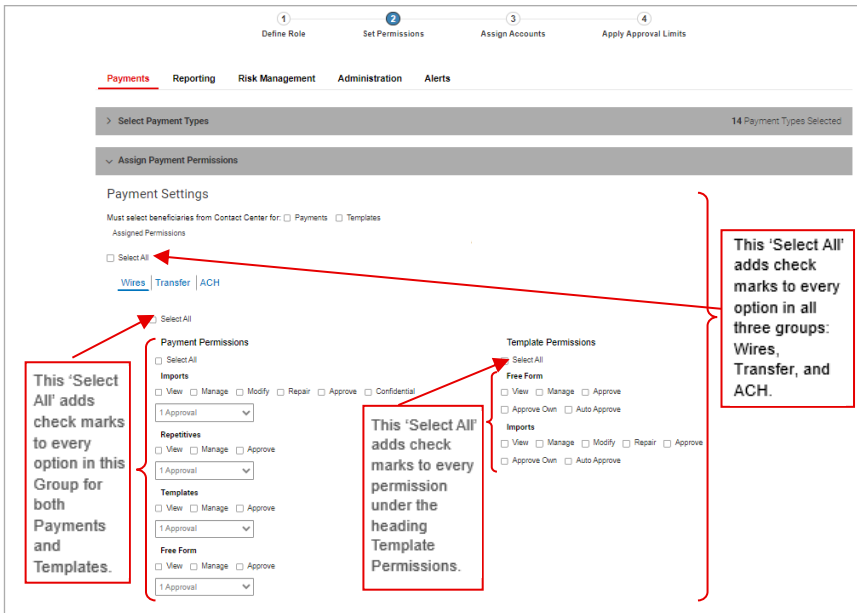 1 2 3 4
Define Role Set Permissions Assign Accounts Apply Approval Limits
Payments Reporting Risk Management Administration Alerts
Select Payment Types 14 Payment Types Selected
Assign Payment Permissions
Payment Settings
Must select beneficiaries from Contact Center for: Payments Templates
Assigned Permissions
Select All
Wires Transfer ACH
Select All
Payment Permissions
Select All
Imports
View Manage Modify Repair Approve Confidential
1 Approval
Repetitives
View Manage Approve
1 Approval
Templates
View Manage Approve
1 Approval
Free Form
View Manage Approve
1 Approval
Template Permissions
Select All
Free Form
View Manage Approve
Approve Own Auto Approve
Imports
View Manage Modify Repair Approve
Approve Own Auto Approve
This ‘Select
All’ adds
check marks
to every
option in this
Group for
both
Payments
and
Templates.
This ‘Select All’
adds check
marks to every
permission
under the
heading
Template
Permissions.
This ‘Select All’
adds check
marks to every
option in all
three groups:
Wires,
Transfer, and
ACH.